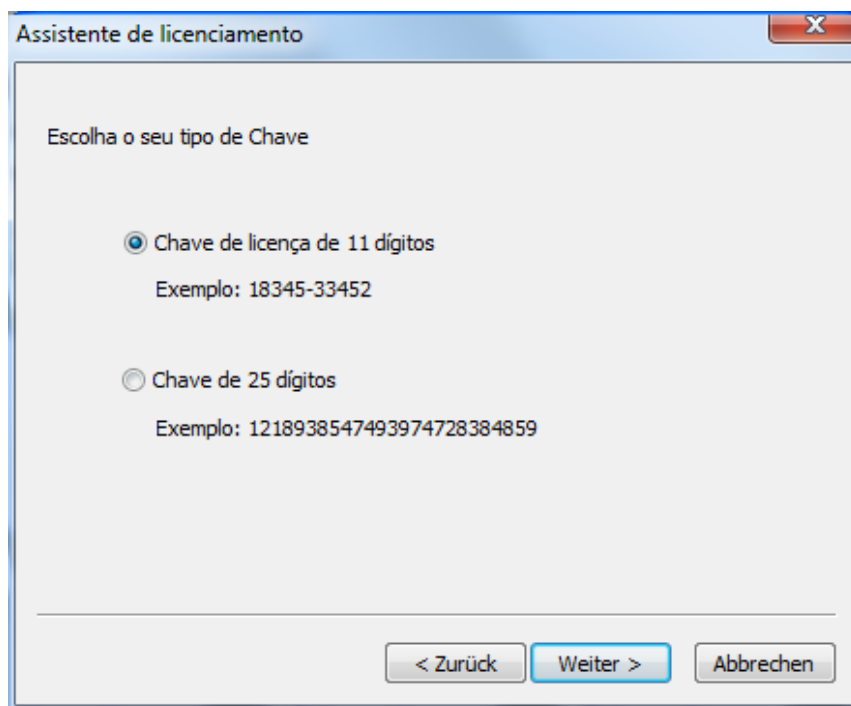 Assistente de licenciamento
X
Escolha o seu tipo de Chave
Chave de licença de 11 dígitos
Exemplo: 18345-33452
Chave de 25 dígitos
Exemplo: 1218938547493974728384859
< Zurück Weiter > Abbrechen